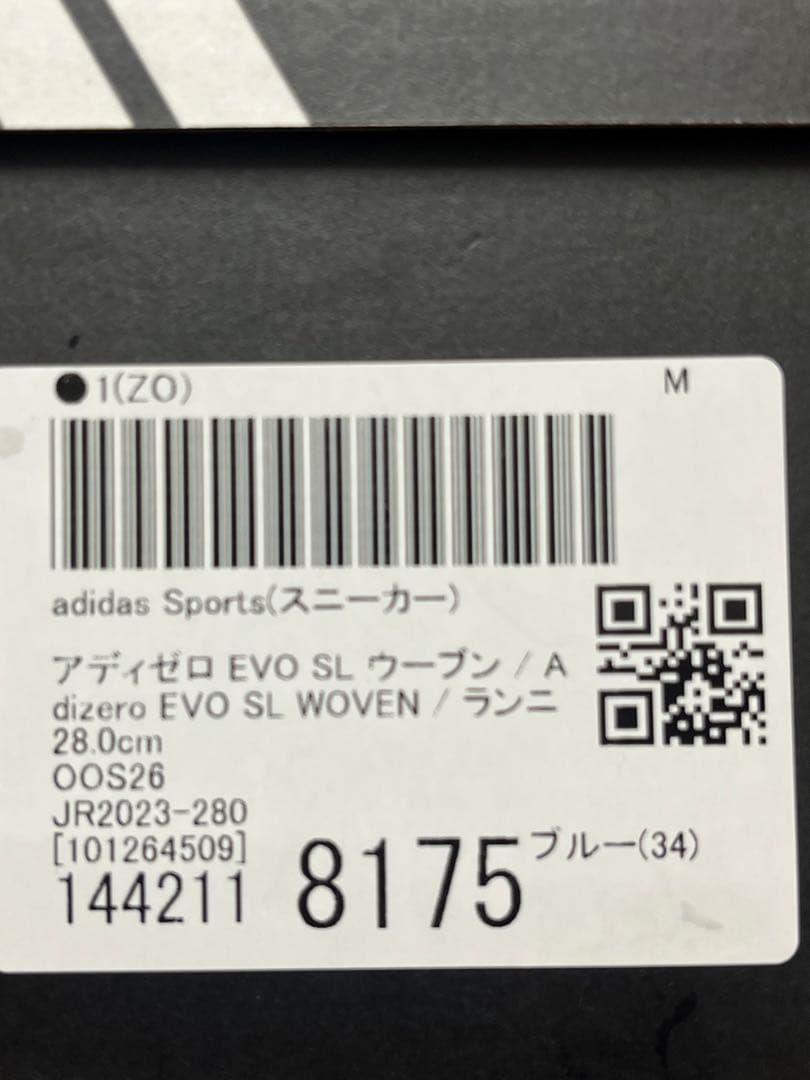 ●1(ZO)
M
adidas Sports(スニーカー)
アディゼロ EVO SL ウーブン / A
dizero EVO SL WOVEN / ランニ
28.0cm
OOS26
JR2023-280
[101264509]
144211 8175 ブルー(34)